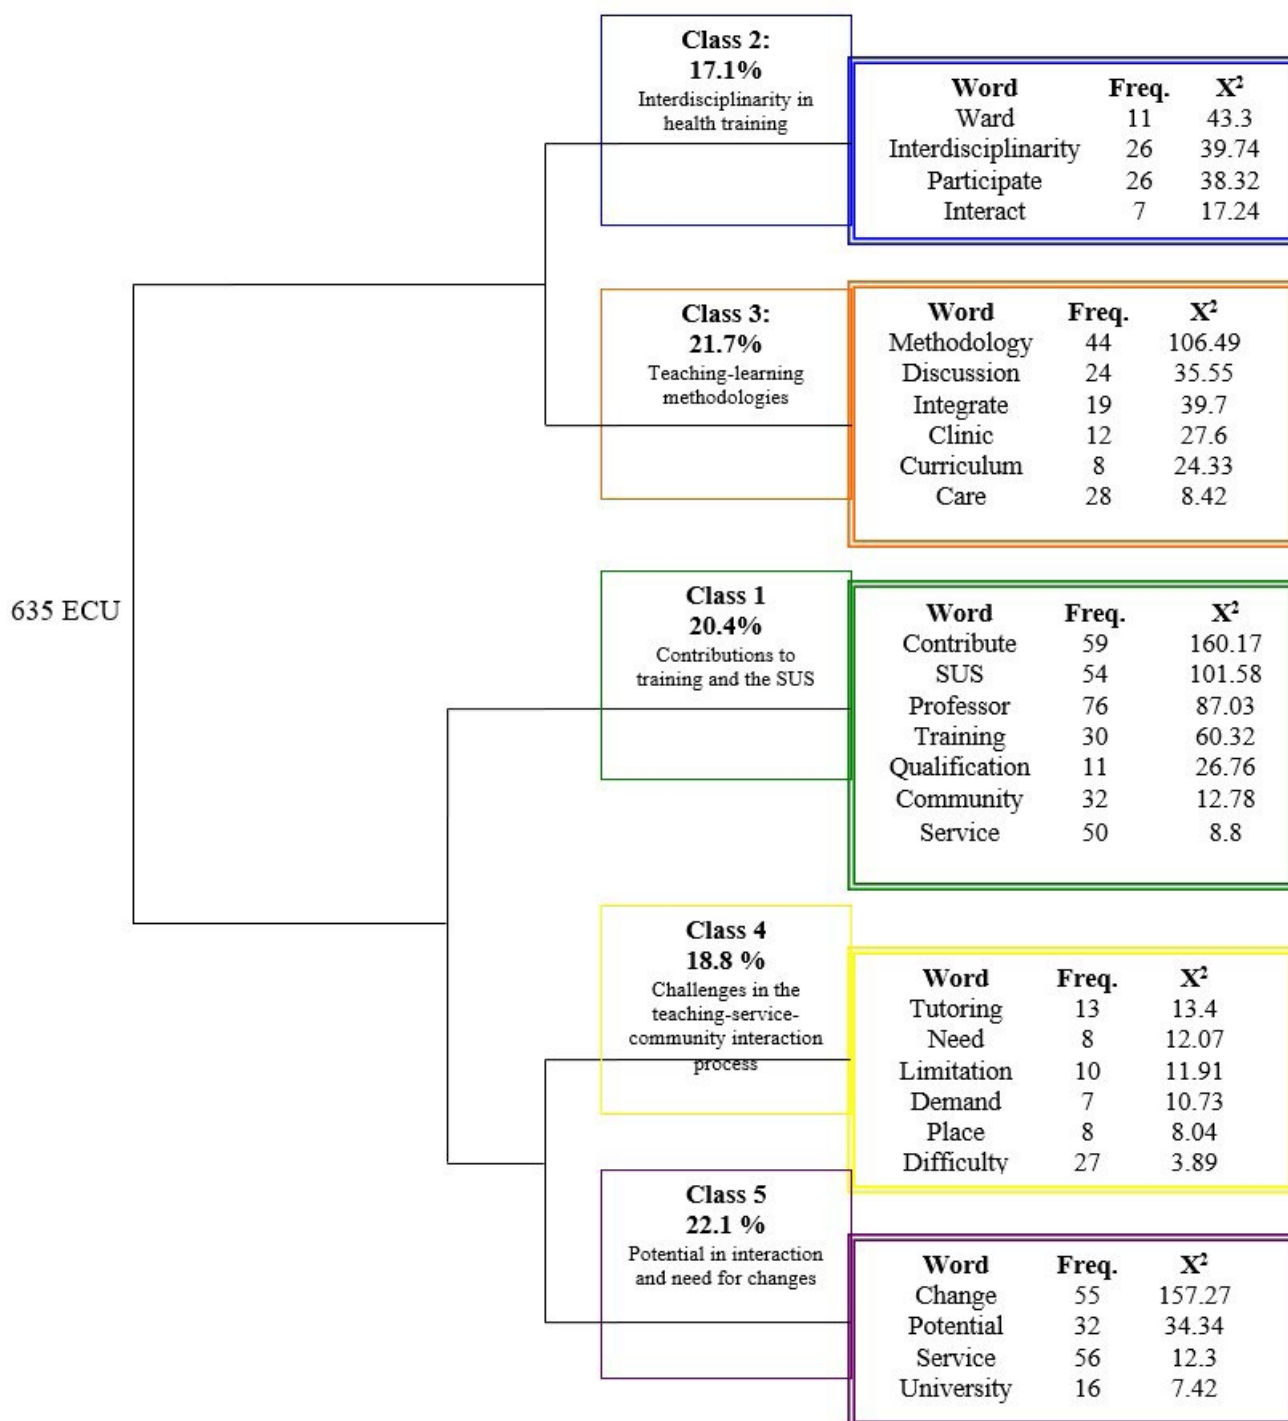 Class 2:
17.1%
Interdisciplinarity in
health training
Word Freq. X²
Ward 11 43.3
Interdisciplinarity 26 39.74
Participate 26 38.32
Interact 7 17.24
Class 3:
21.7%
Teaching-learning
methodologies
Word Freq. X²
Methodology 44 106.49
Discussion 24 35.55
Integrate 19 39.7
Clinic 12 27.6
Curriculum 8 24.33
Care 28 8.42
635 ECU
Class 1
20.4%
Contributions to
training and the SUS
Word Freq. X²
Contribute 59 160.17
SUS 54 101.58
Professor 76 87.03
Training 30 60.32
Qualification 11 26.76
Community 32 12.78
Service 50 8.8
Class 4
18.8 %
Challenges in the
teaching-service-
community interaction
process
Word Freq. X²
Tutoring 13 13.4
Need 8 12.07
Limitation 10 11.91
Demand 7 10.73
Place 8 8.04
Difficulty 27 3.89
Class 5
22.1 %
Potential in interaction
and need for changes
Word Freq. X²
Change 55 157.27
Potential 32 34.34
Service 56 12.3
University 16 7.42